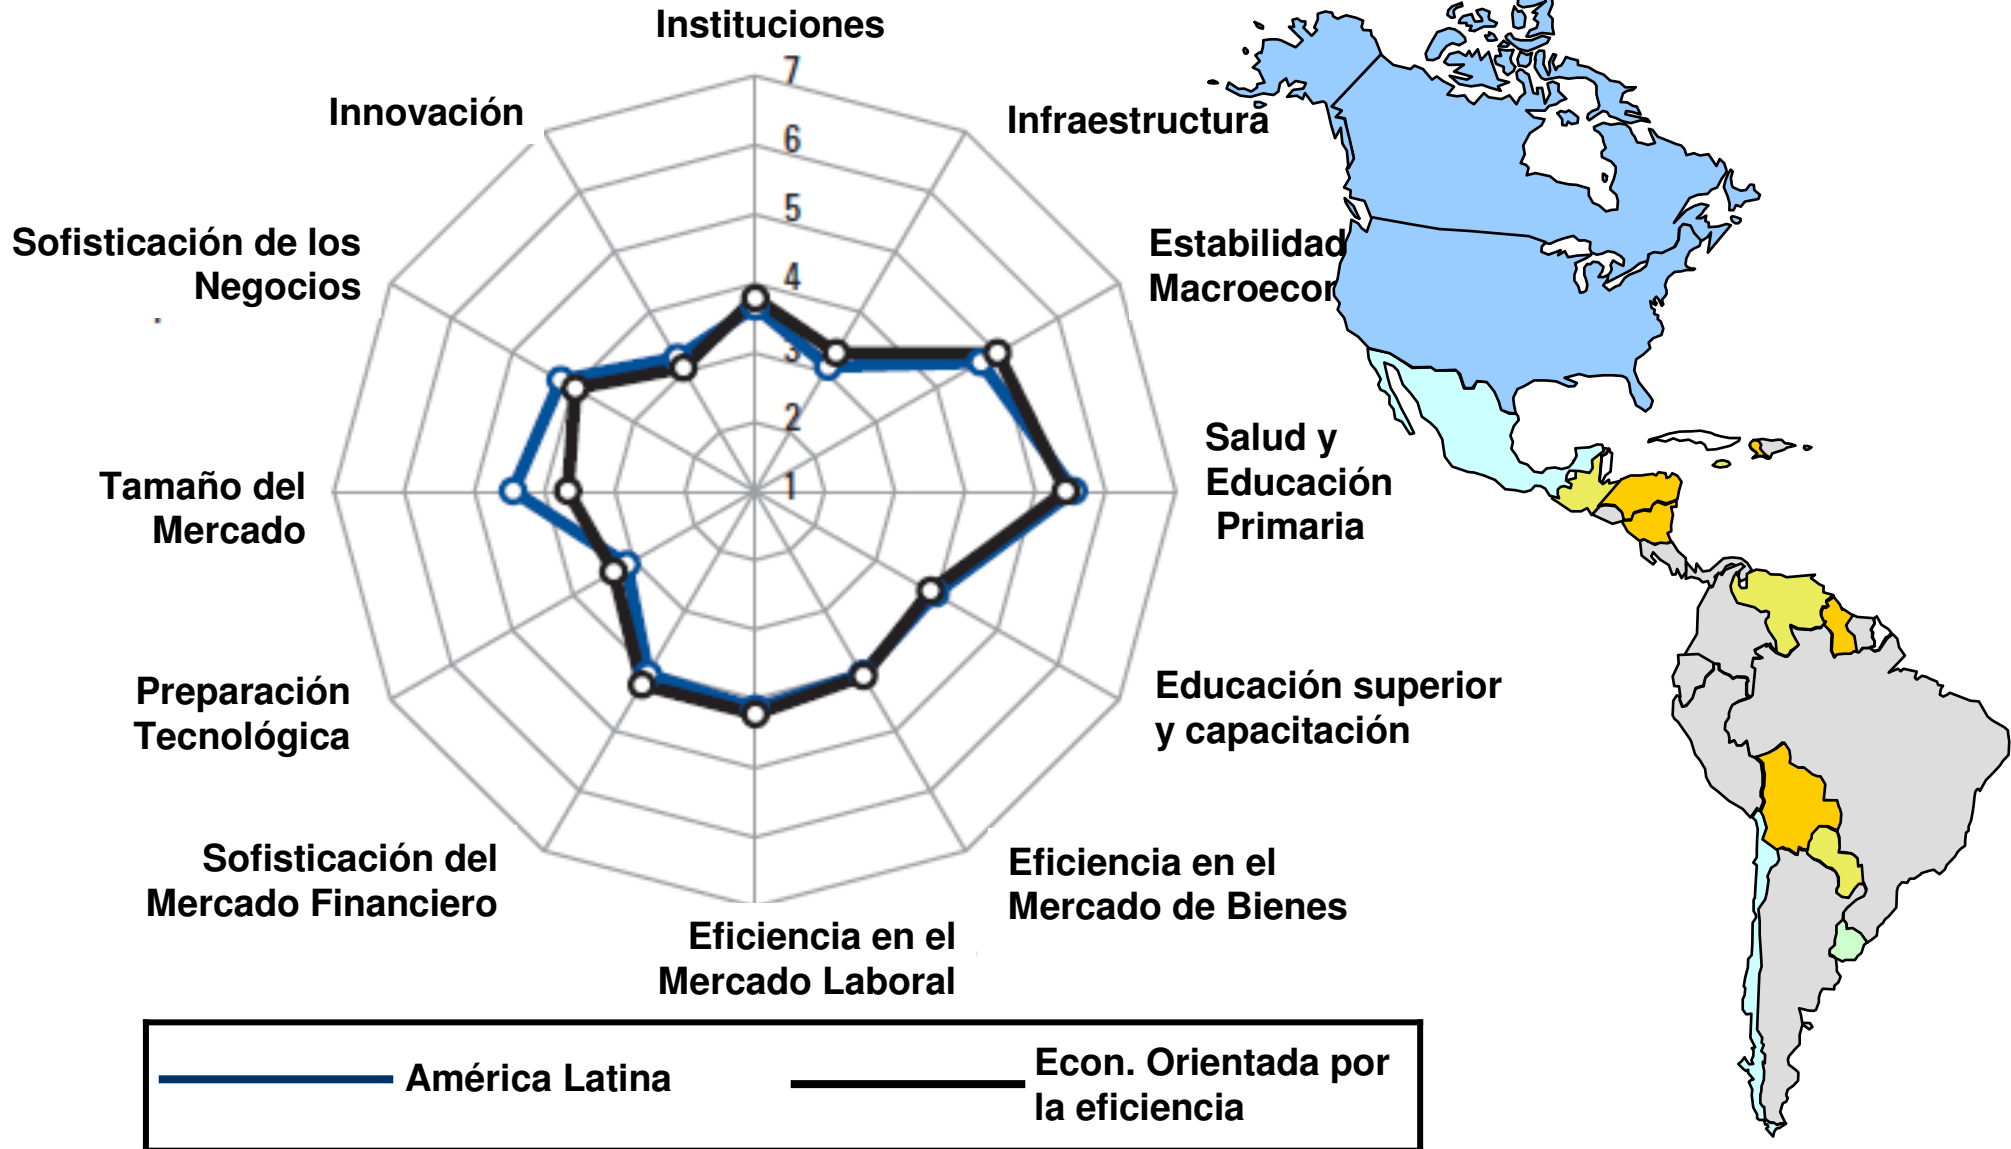 Instituciones
7
Innovación
Infraestructura
6
5
Sofisticación de los
Negocios
Estabilidad
Macroecon
4
3
Tamaño del
Mercado
2
1
Salud y
Educación
Primaria
Preparación
Tecnológica
Educación superior
y capacitación
Sofisticación del
Mercado Financiero
Eficiencia en el
Mercado de Bienes
Eficiencia en el
Mercado Laboral
América Latina
Econ. Orientada por
la eficiencia